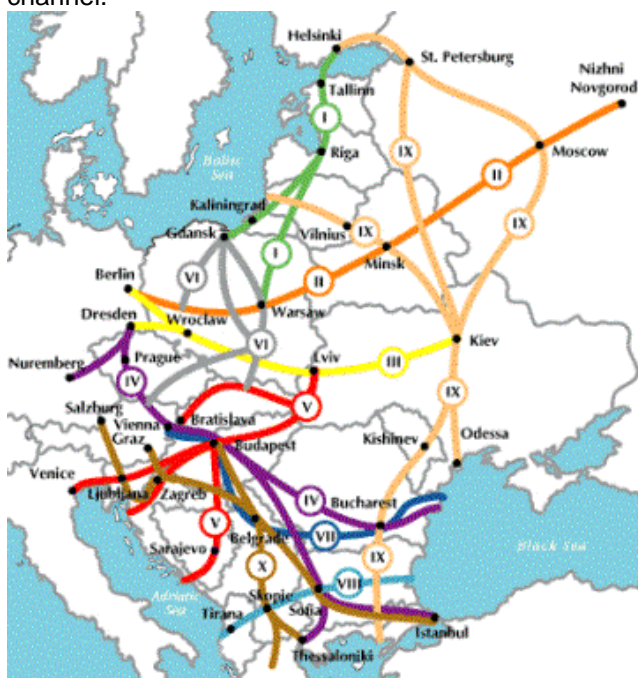 channel.
Helsinki
St. Petersburg
Nizhni
Novgorod
Tallinn
I
Baltic
Sea
Riga
IX
Moscow
II
Kaliningrad
IX
Gdansk
Vilnius
IX
Minsk
VI
I
II
Berlin
Warsaw
Dresden
Wroclaw
VI
Kiev
Prague
Lviv
III
Nuremberg
IV
IX
Salzburg
V
Vienna
Bratislava
Graz
Budapest
Kishinev
Odessa
Venice
IV
Ljubljana
Zagreb
Bucharest
V
VII
Belgrade
IX
Sarajevo
Black Sea
X
VIII
Adriatic
Sea
Skopje
Sofia
Tirana
Istanbul
Thessaloniki